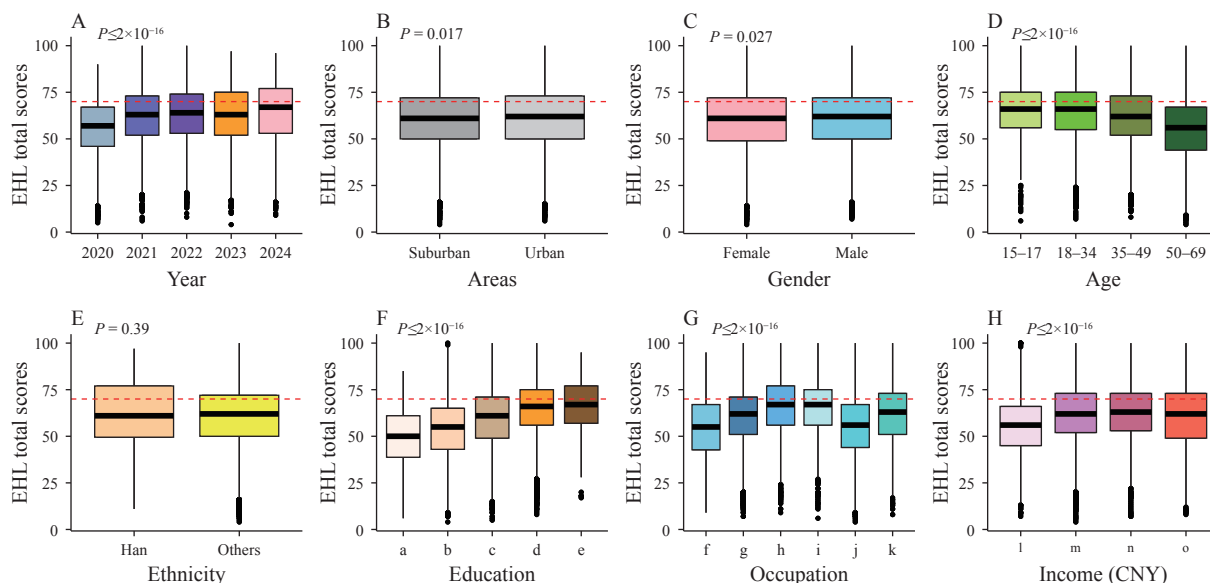 A
P≤2×10⁻¹⁶
EHL total scores
100
75
50
25
0
2020 2021 2022 2023 2024
Year
B
P = 0.017
EHL total scores
100
75
50
25
0
Suburban Urban
Areas
C
P = 0.027
EHL total scores
100
75
50
25
0
Female Male
Gender
D
P≤2×10⁻¹⁶
EHL total scores
100
75
50
25
0
15–17 18–34 35–49 50–69
Age
E
P = 0.39
EHL total scores
100
75
50
25
0
Han Others
Ethnicity
F
P≤2×10⁻¹⁶
EHL total scores
100
75
50
25
0
a b c d e
Education
G
P≤2×10⁻¹⁶
EHL total scores
100
75
50
25
0
f g h i j k
Occupation
H
P≤2×10⁻¹⁶
EHL total scores
100
75
50
25
0
l m n o
Income (CNY)